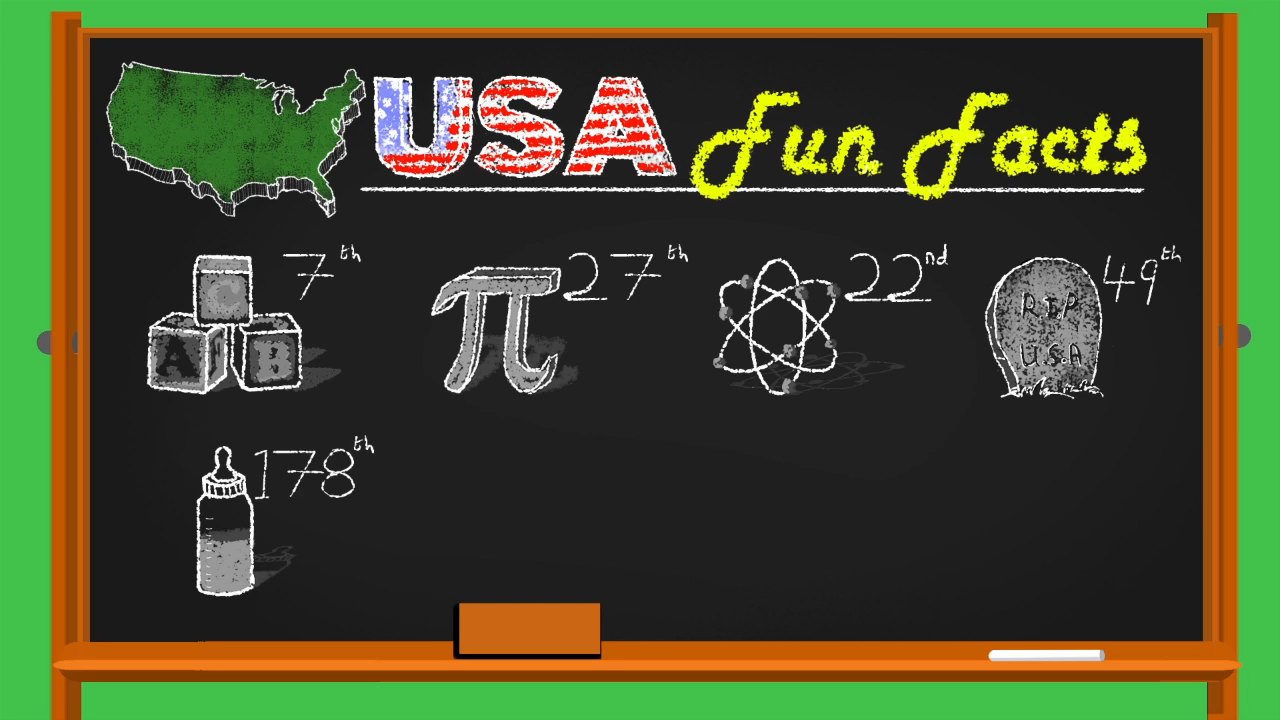 USA Fun Facts
C
A B
7th
π 27th
22nd
R.I.P
U.S.A
49th
178th